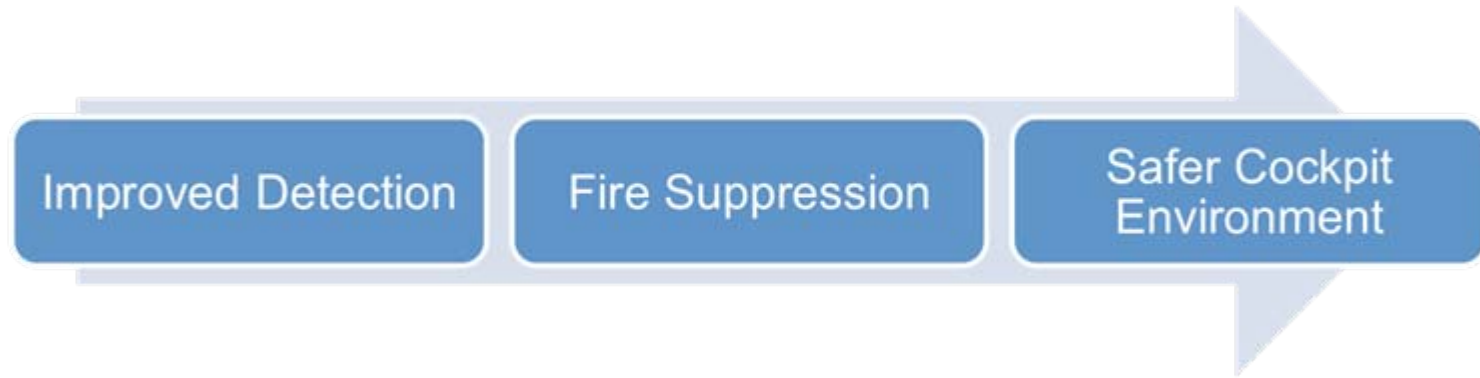 Improved Detection
Fire Suppression
Safer Cockpit
Environment